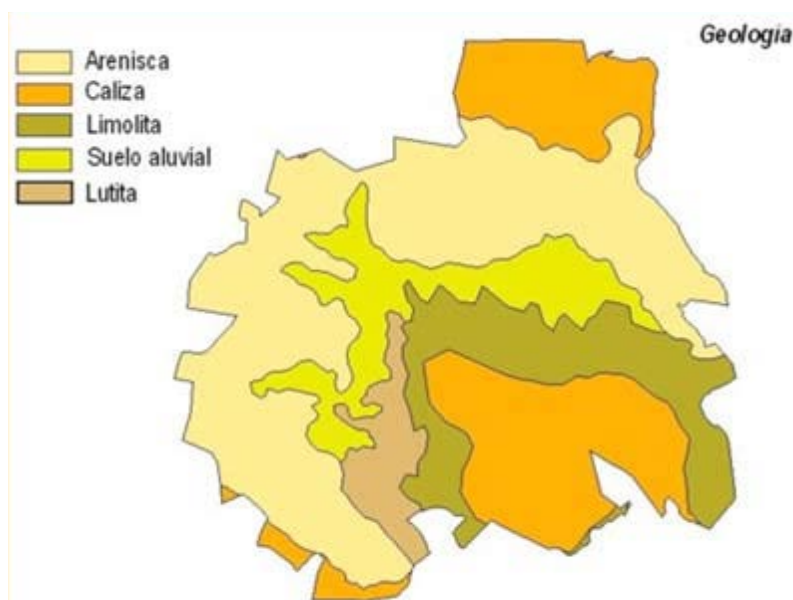 Geologia
Arenisca
Caliza
Limolita
Suelo aluvial
Lutita